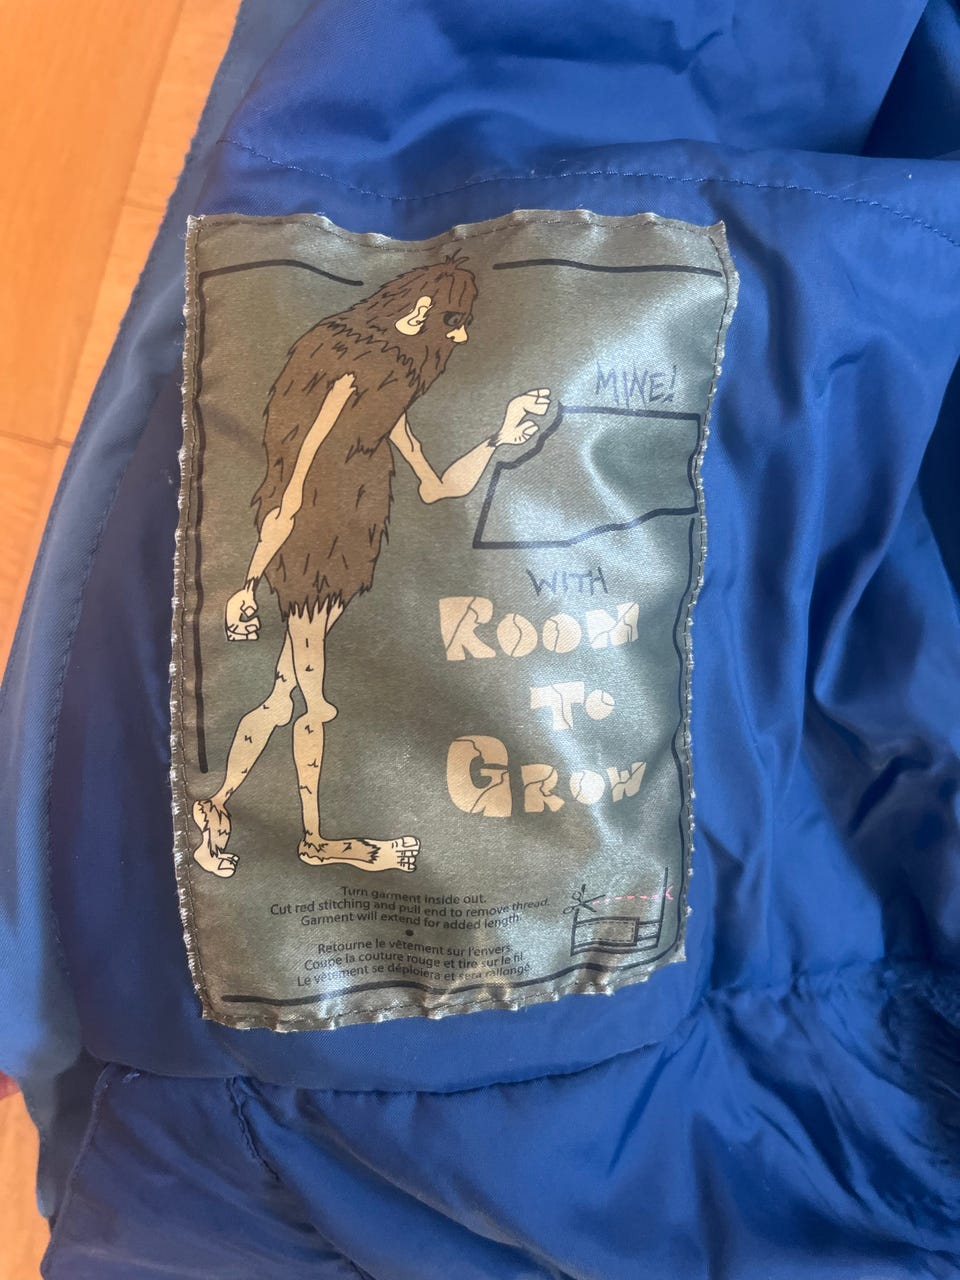 MINE!
WITH
ROOM
TO
GROW
Turn garment inside out.
Cut red stitching and pull end to remove thread.
Garment will extend for added length.
•
Retourne le vêtement sur l'envers.
Coupe la couture rouge et tire sur le fil.
Le vêtement se déploiera et sera rallongé.